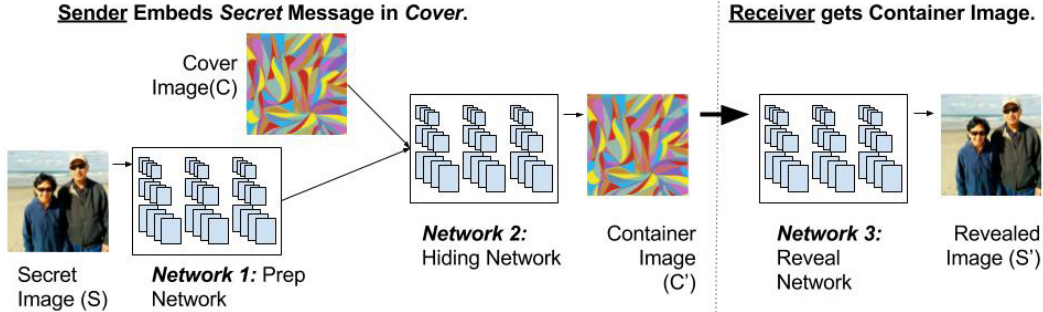 Sender Embeds Secret Message in Cover.
Receiver gets Container Image.
Cover
Image(C)
Secret
Image (S)
Network 1: Prep
Network
Network 2:
Hiding Network
Container
Image
(C’)
Network 3:
Reveal
Network
Revealed
Image (S’)